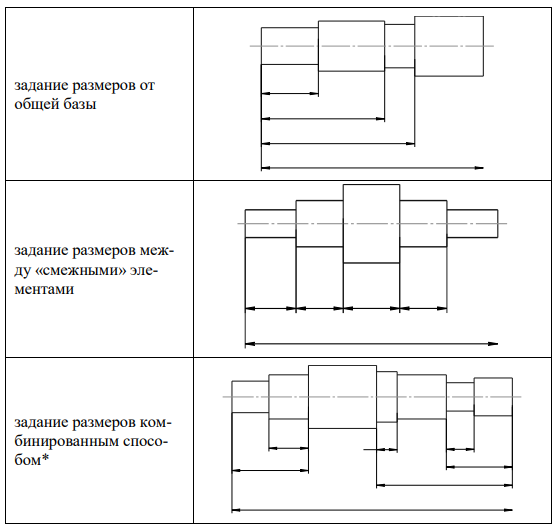 задание размеров от
общей базы
задание размеров меж-
ду «смежными» эле-
ментами
задание размеров ком-
бинированным спосо-
бом*